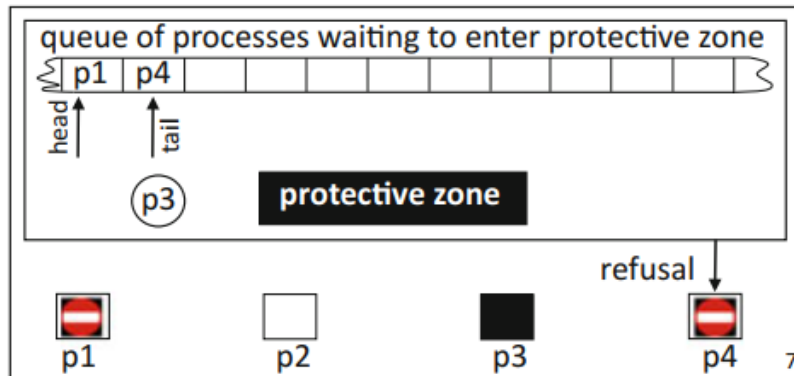 queue of processes waiting to enter protective zone
p1 p4
head
tail
p3
protective zone
refusal
p1 p2 p3 p4
7